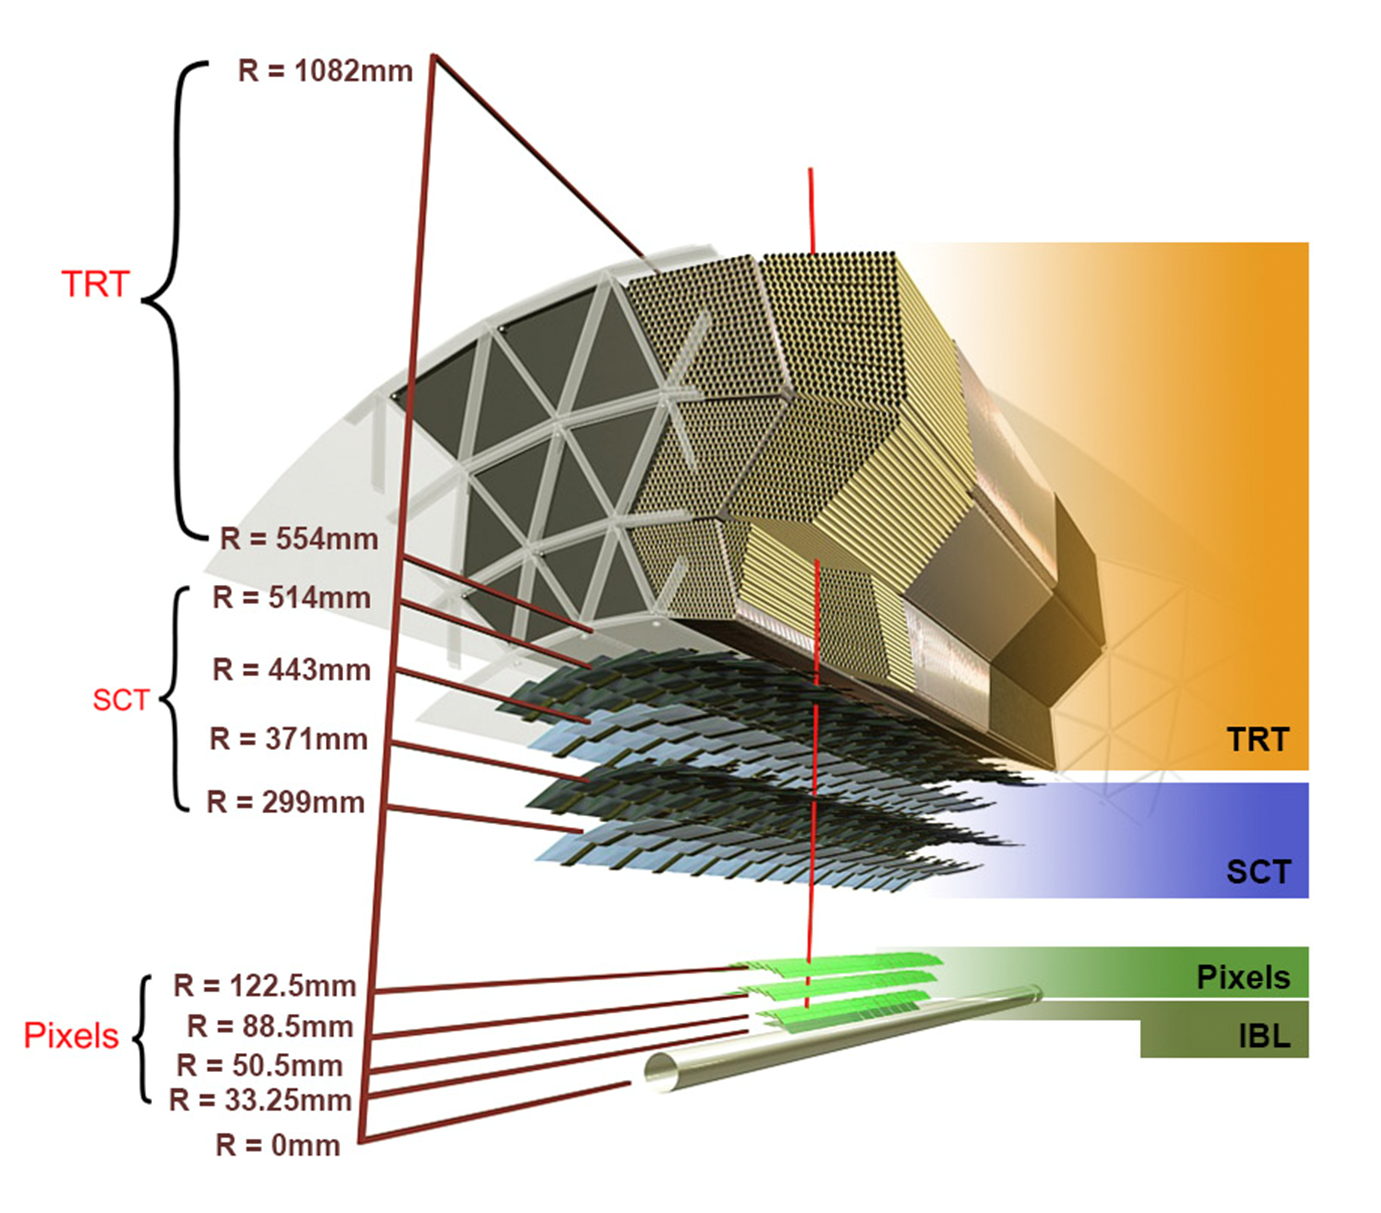 R = 1082mm
TRT
R = 554mm
R = 514mm
R = 443mm
SCT
R = 371mm
R = 299mm
R = 122.5mm
R = 88.5mm
Pixels
R = 50.5mm
R = 33.25mm
R = 0mm
TRT
SCT
Pixels
IBL